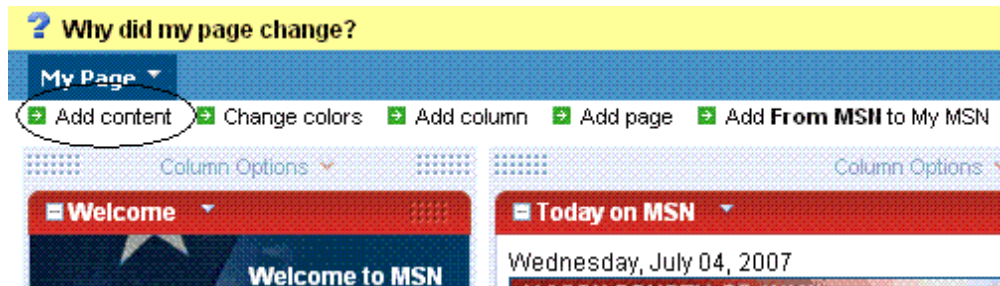 ? Why did my page change?
My Page
Add content Change colors Add column Add page Add From MSN to My MSN
Column Options Column Options
Welcome Today on MSN
Wednesday, July 04, 2007
Welcome to MSN